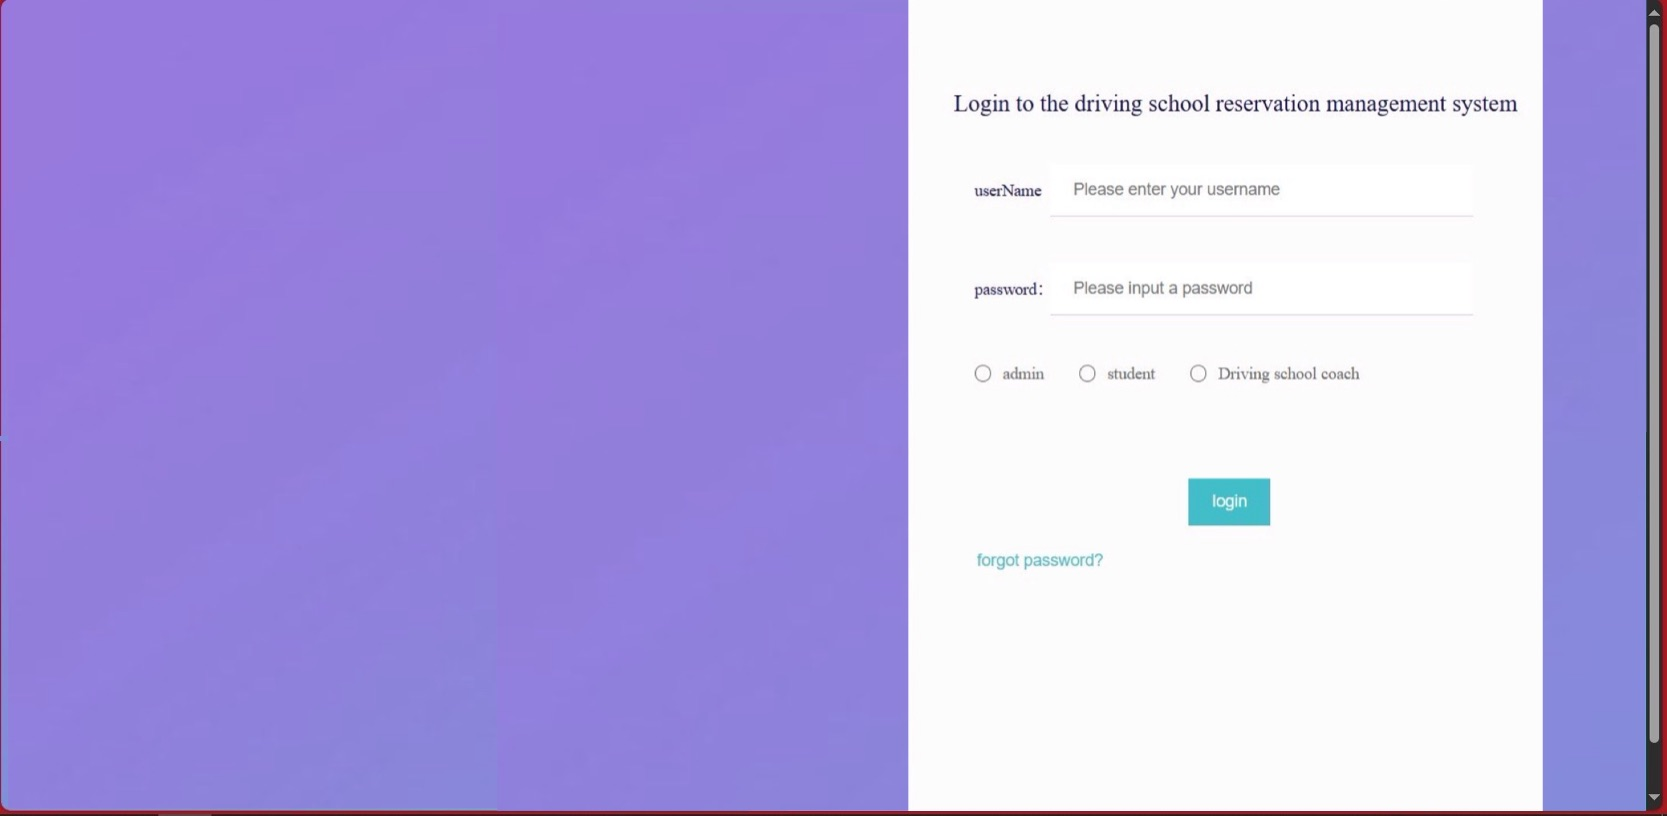 Login to the driving school reservation management system
userName Please enter your username
password: Please input a password
admin student Driving school coach
login
forgot password?